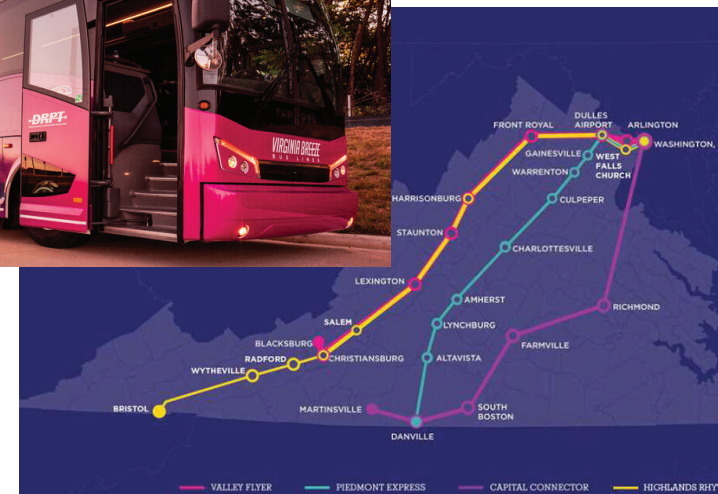 DRPT
VIRGINIA BREEZE
BUS LINES
DULLES
AIRPORT
ARLINGTON
FRONT ROYAL
WASHINGTON,
GAINESVILLE
WEST
FALLS
CHURCH
WARRENTON
HARRISONBURG
CULPEPER
STAUNTON
CHARLOTTESVILLE
LEXINGTON
AMHERST
RICHMOND
SALEM
LYNCHBURG
BLACKSBURG
FARMVILLE
RADFORD
CHRISTIANSBURG
ALTAVISTA
WYTHEVILLE
BRISTOL
MARTINSVILLE
SOUTH
BOSTON
DANVILLE
VALLEY FLYER
PIEDMONT EXPRESS
CAPITAL CONNECTOR
HIGHLANDS RHY